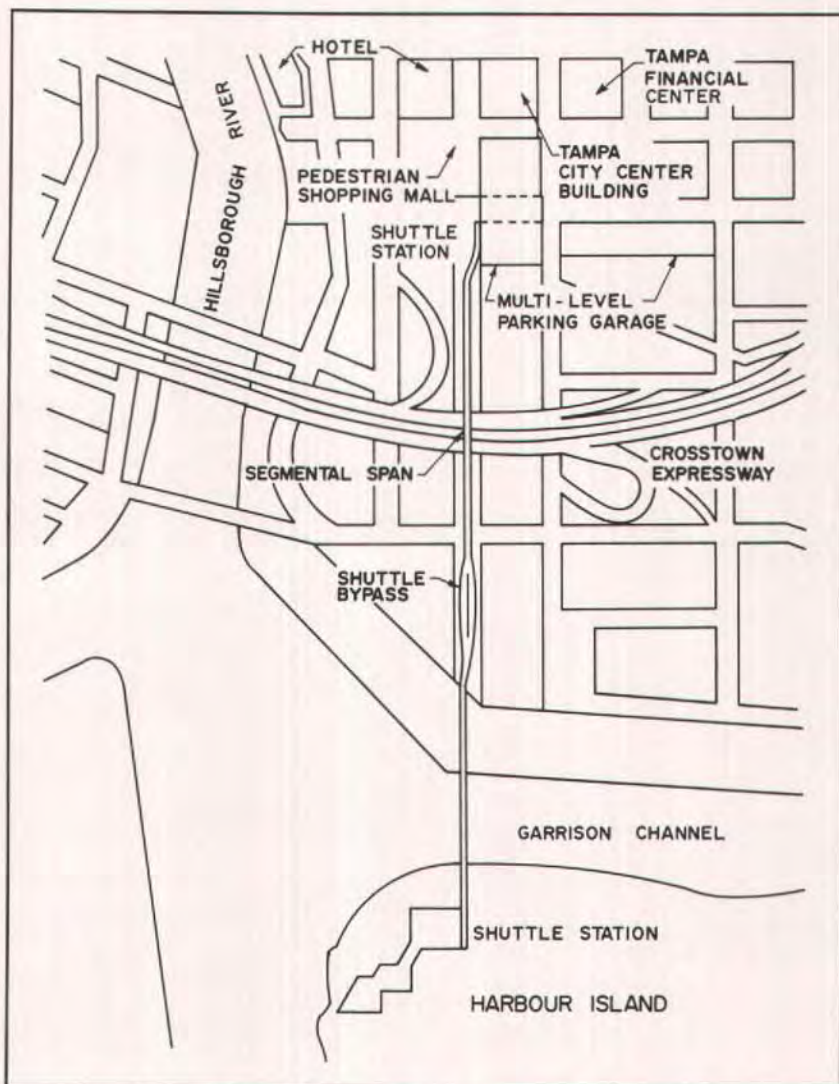 HOTEL
TAMPA
FINANCIAL
CENTER
HILLSBOROUGH RIVER
PEDESTRIAN
SHOPPING MALL
TAMPA
CITY CENTER
BUILDING
SHUTTLE
STATION
MULTI-LEVEL
PARKING GARAGE
SEGMENTAL SPAN
CROSSTOWN
EXPRESSWAY
SHUTTLE
BYPASS
GARRISON CHANNEL
SHUTTLE STATION
HARBOUR ISLAND